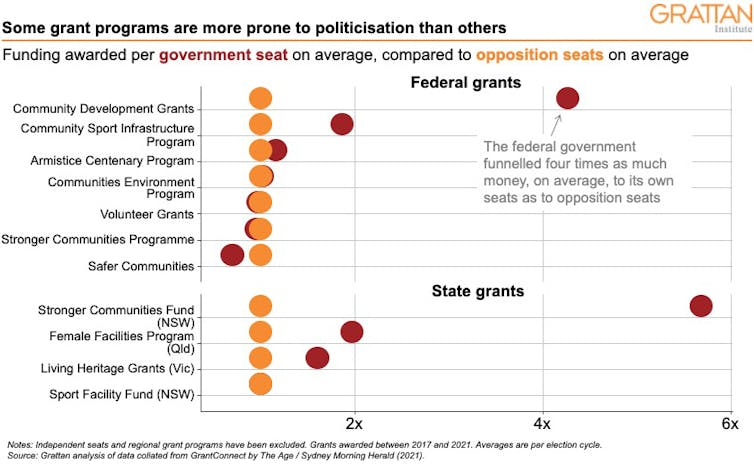 GRATTAN
Institute
Some grant programs are more prone to politicisation than others
Funding awarded per government seat on average, compared to opposition seats on average
Federal grants
Community Development Grants
Community Sport Infrastructure
Program
Armistice Centenary Program
Communities Environment
Program
Volunteer Grants
Stronger Communities Programme
Safer Communities
The federal government
funnelled four times as much
money, on average, to its own
seats as to opposition seats
State grants
Stronger Communities Fund
(NSW)
Female Facilities Program
(Qld)
Living Heritage Grants (Vic)
Sport Facility Fund (NSW)
2x
4x
6x
Notes: Independent seats and regional grant programs have been excluded. Grants awarded between 2017 and 2021. Averages are per election cycle.
Source: Grattan analysis of data collated from GrantConnect by The Age / Sydney Morning Herald (2021).